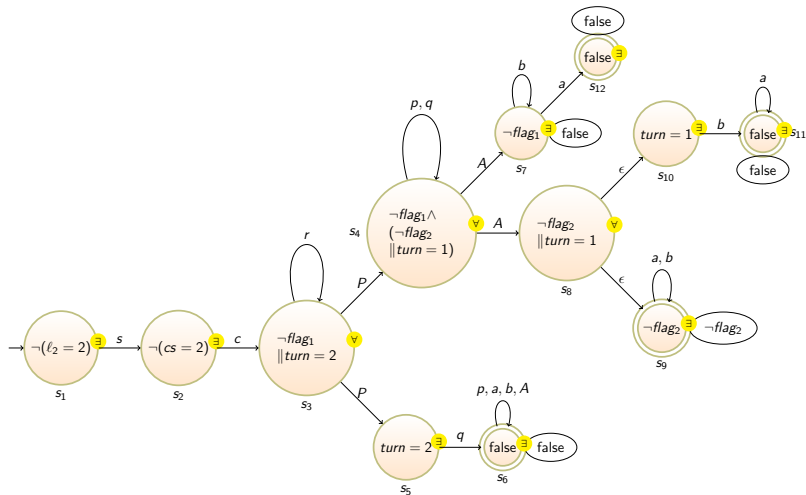 false
false
∃
s12
b
a
¬flag1
∃
false
s7
p, q
A
¬flag1∧
(¬flag2
‖turn = 1)
∀
s4
A
¬flag2
‖turn = 1
∀
s8
ϵ
turn = 1
∃
s10
b
a
false
∃
s11
false
ϵ
a, b
¬flag2
∃
¬flag2
s9
r
P
¬(ℓ2 = 2)
∃
s1
s
¬(cs = 2)
∃
s2
c
¬flag1
‖turn = 2
∀
s3
P
turn = 2
∃
s5
q
p, a, b, A
false
∃
false
s6